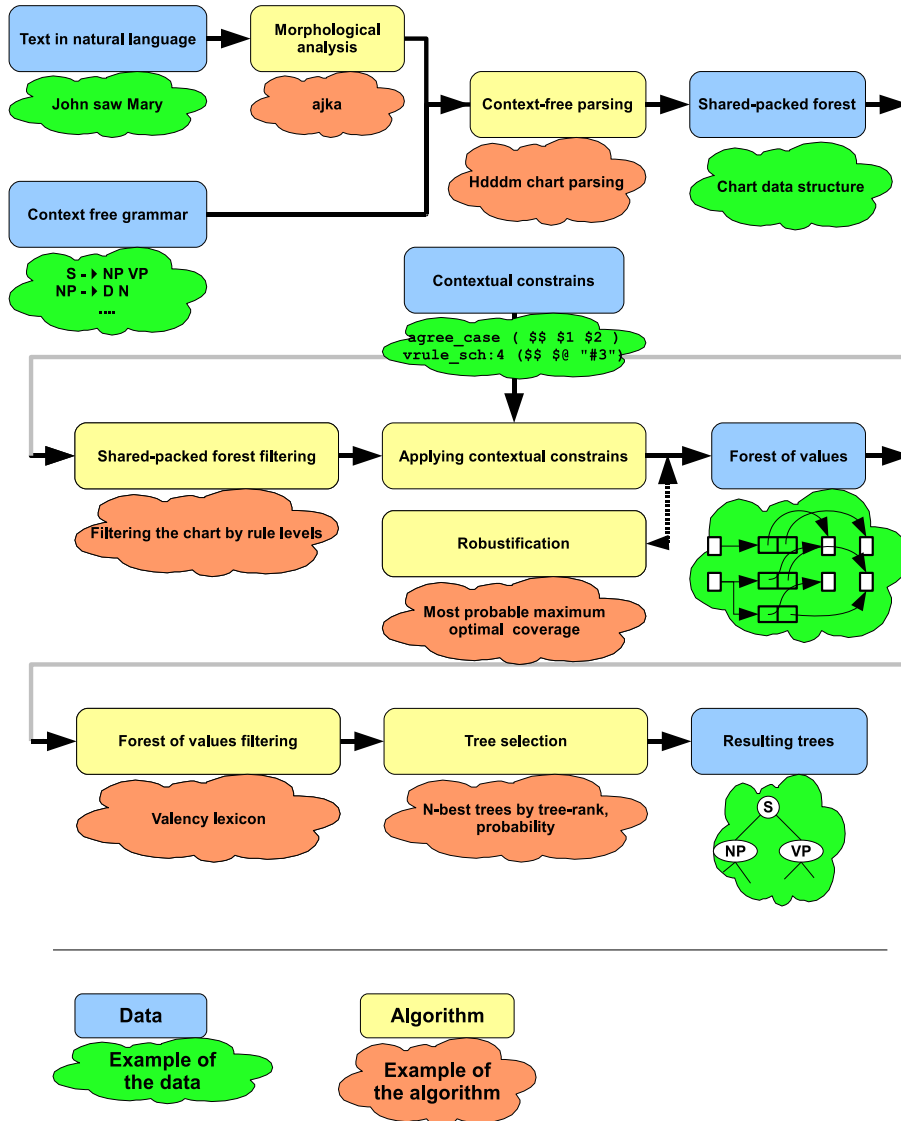 Text in natural language
Morphological
analysis
John saw Mary
ajka
Context-free parsing
Shared-packed forest
Hdddm chart parsing
Chart data structure
Context free grammar
S - ▸ NP VP
NP - ▸ D N
....
Contextual constrains
agree_case ( $$ $1 $2 )
vrule_sch:4 ($$ $@ "#3")
Shared-packed forest filtering
Applying contextual constrains
Forest of values
Filtering the chart by rule levels
Robustification
Most probable maximum
optimal coverage
Forest of values filtering
Tree selection
Resulting trees
Valency lexicon
N-best trees by tree-rank,
probability
S
NP
VP
Data
Algorithm
Example of
the data
Example of
the algorithm